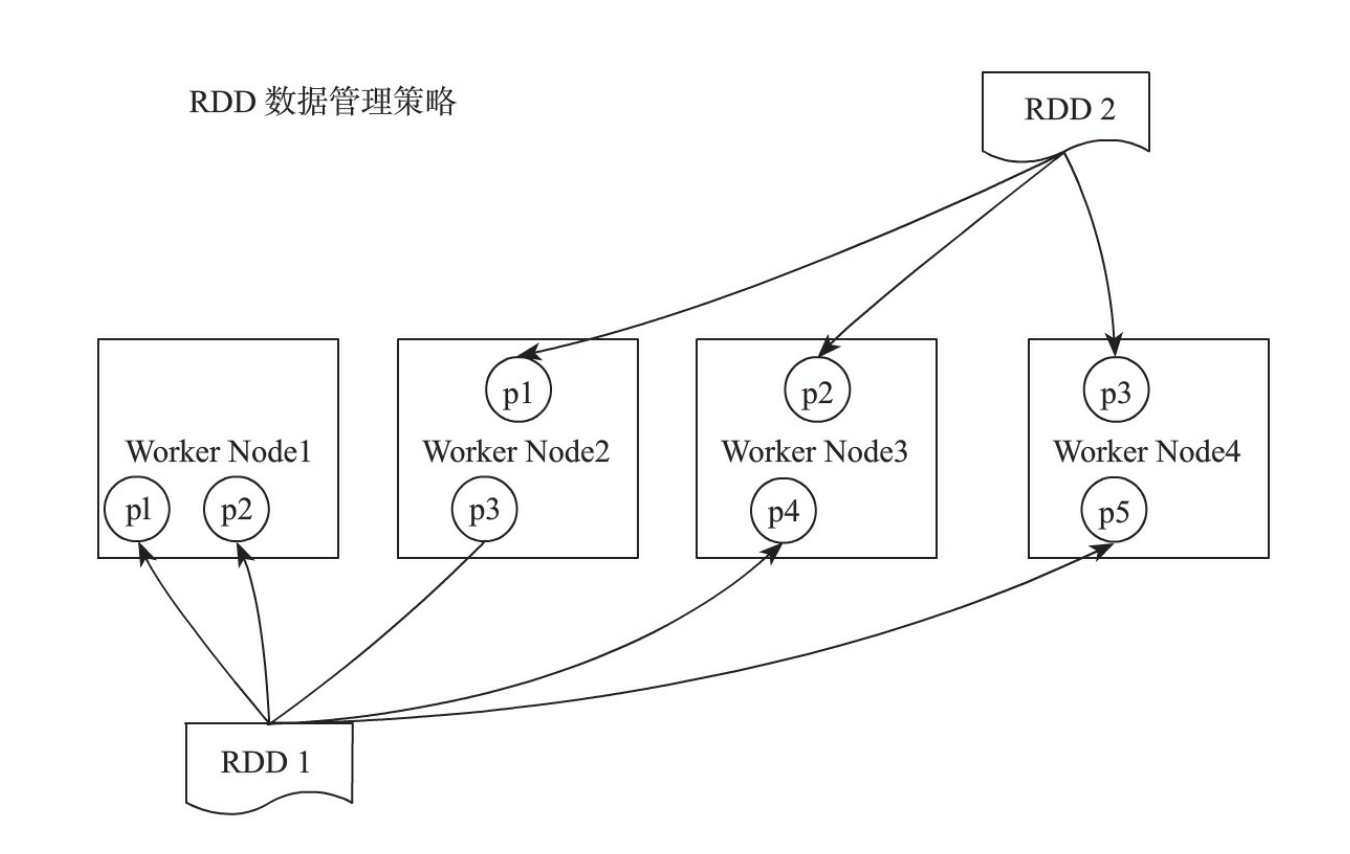 RDD 数据管理策略
RDD 2
p1
p2
p3
Worker Node1
Worker Node2
Worker Node3
Worker Node4
p1
p2
p3
p4
p5
RDD 1